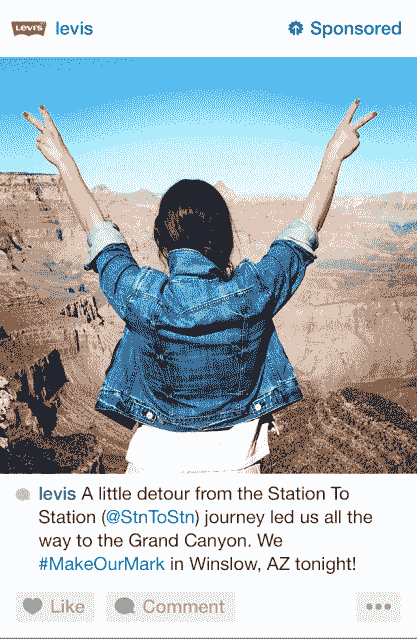 LEVI'S levis Sponsored
levis A little detour from the Station To
Station (@StnToStn) journey led us all the
way to the Grand Canyon. We
#MakeOurMark in Winslow, AZ tonight!
Like Comment